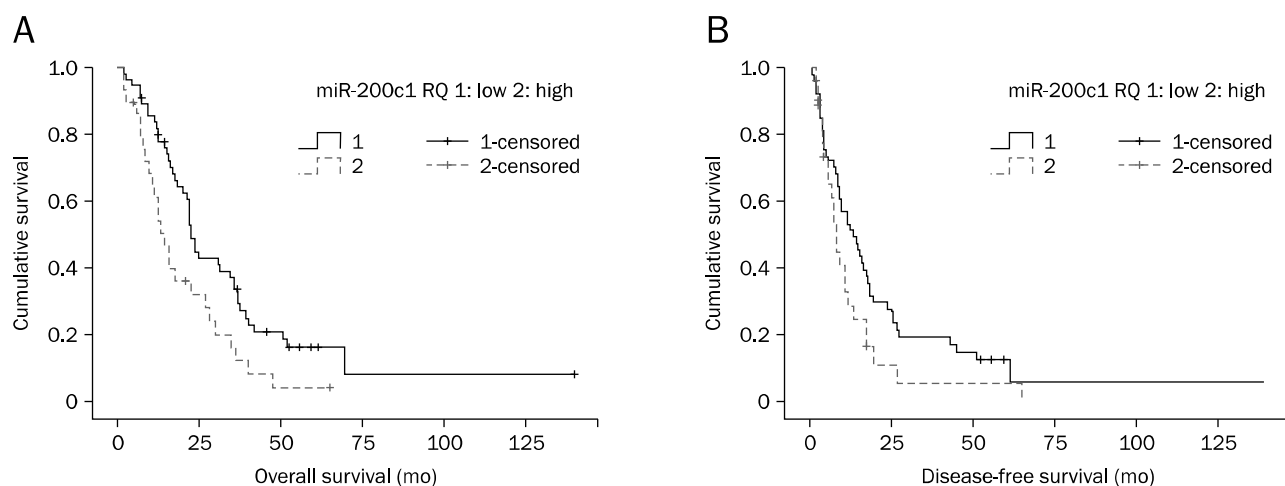 A
Cumulative survival
1.0
0.8
0.6
0.4
0.2
0
miR-200c1 RQ 1: low 2: high
1
2
1-censored
2-censored
0 25 50 75 100 125
Overall survival (mo)
B
Cumulative survival
1.0
0.8
0.6
0.4
0.2
0
miR-200c1 RQ 1: low 2: high
1
2
1-censored
2-censored
0 25 50 75 100 125
Disease-free survival (mo)